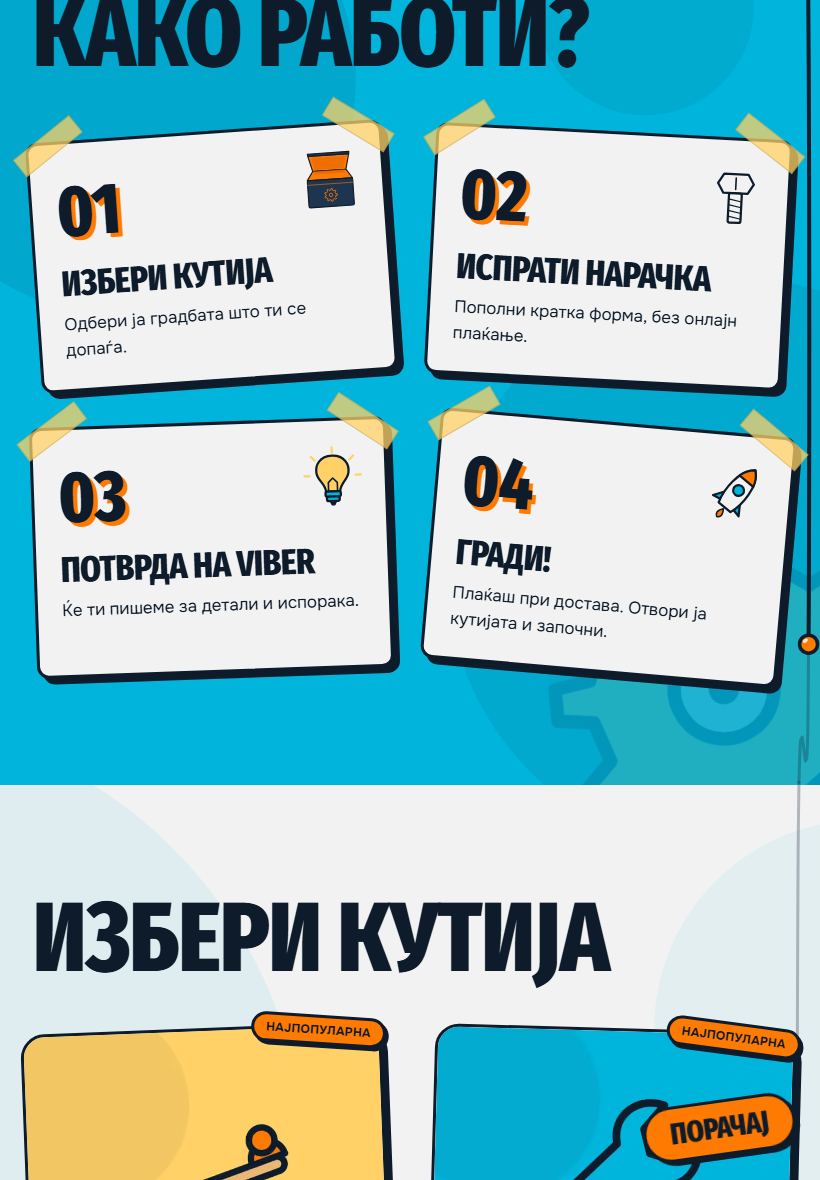 КАКО РАБОТИ?
01
ИЗБЕРИ КУТИЈА
Одбери ја градбата што ти се
допаѓа.
02
ИСПРАТИ НАРАЧКА
Пополни кратка форма, без онлајн
плаќање.
03
ПОТВРДА НА VIBER
Ќе ти пишеме за детали и испорака.
04
ГРАДИ!
Плаќаш при достава. Отвори ја
кутијата и започни.
ИЗБЕРИ КУТИЈА
НАЈПОПУЛАРНА
НАЈПОПУЛАРНА
ПОРАЧАЈ